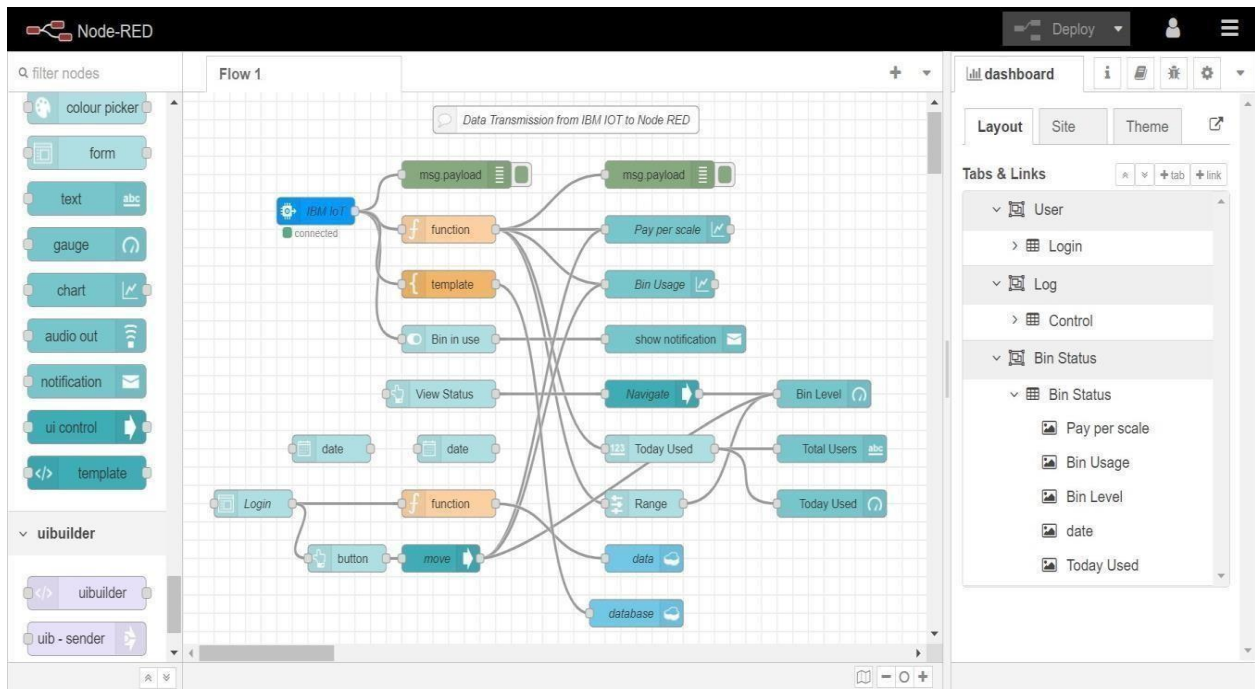 Node-RED
Deploy
filter nodes
colour picker
form
text
abc
gauge
chart
audio out
notification
ui control
template
uibuilder
uibuilder
uib - sender
Flow 1
Data Transmission from IBM IOT to Node RED
msg.payload
msg.payload
IBM IoT
connected
function
Pay per scale
template
Bin Usage
Bin in use
show notification
View Status
Navigate
Bin Level
date
date
123 Today Used
Total Users abc
Login
function
Range
Today Used
button
move
data
database
dashboard
i
Layout
Site
Theme
Tabs & Links
+ tab
+ link
User
Login
Log
Control
Bin Status
Bin Status
Pay per scale
Bin Usage
Bin Level
date
Today Used